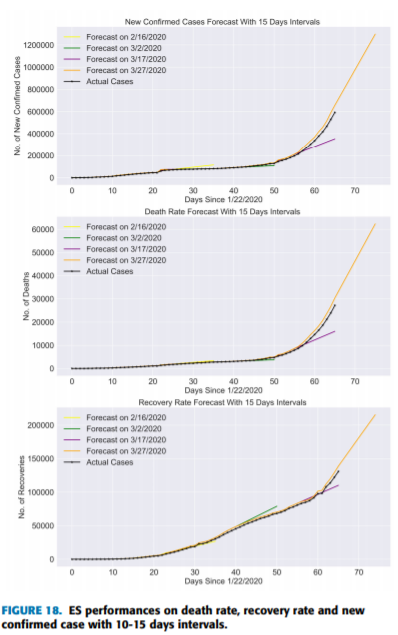 New Confirmed Cases Forecast With 15 Days Intervals
Forecast on 2/16/2020
Forecast on 3/2/2020
Forecast on 3/17/2020
Forecast on 3/27/2020
Actual Cases
No. of New Confirmed Cases
1200000
1000000
800000
600000
400000
200000
0
0 10 20 30 40 50 60 70
Days Since 1/22/2020
Death Rate Forecast With 15 Days Intervals
Forecast on 2/16/2020
Forecast on 3/2/2020
Forecast on 3/17/2020
Forecast on 3/27/2020
Actual Cases
No. of Deaths
60000
50000
40000
30000
20000
10000
0
0 10 20 30 40 50 60 70
Days Since 1/22/2020
Recovery Rate Forecast With 15 Days Intervals
Forecast on 2/16/2020
Forecast on 3/2/2020
Forecast on 3/17/2020
Forecast on 3/27/2020
Actual Cases
No. of Recoveries
200000
150000
100000
50000
0
0 10 20 30 40 50 60 70
Days Since 1/22/2020
FIGURE 18. ES performances on death rate, recovery rate and new
confirmed case with 10-15 days intervals.